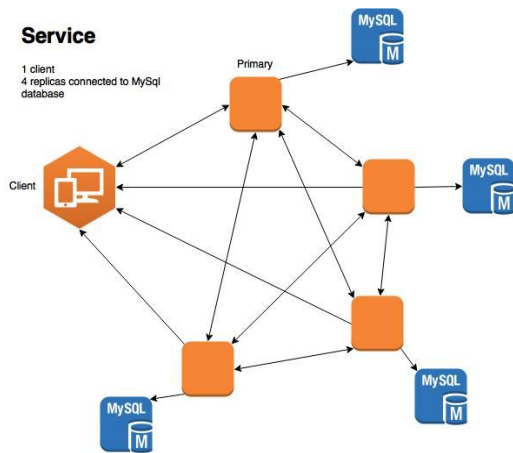 Service
1 client
4 replicas connected to MySql
database
Primary
Client
MySQL
M
MySQL
M
MySQL
M
MySQL
M